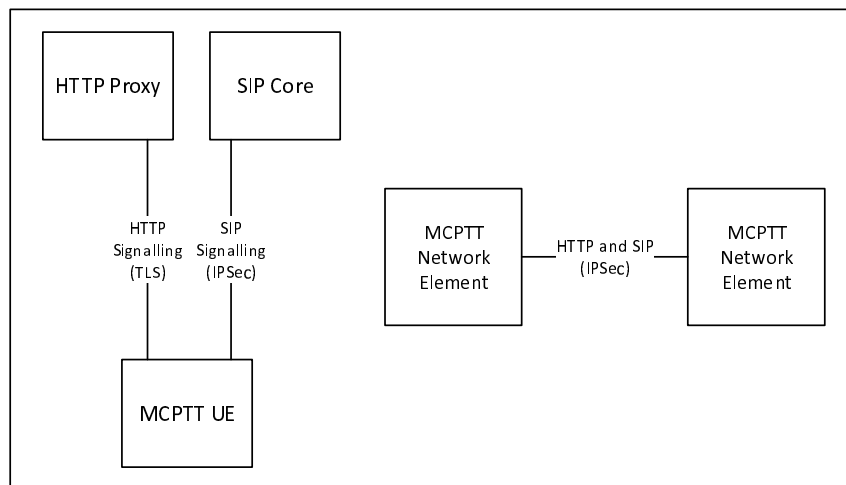 HTTP Proxy
SIP Core
HTTP
Signalling
(TLS)
SIP
Signalling
(IPSec)
MCPTT UE
MCPTT
Network
Element
HTTP and SIP
(IPSec)
MCPTT
Network
Element